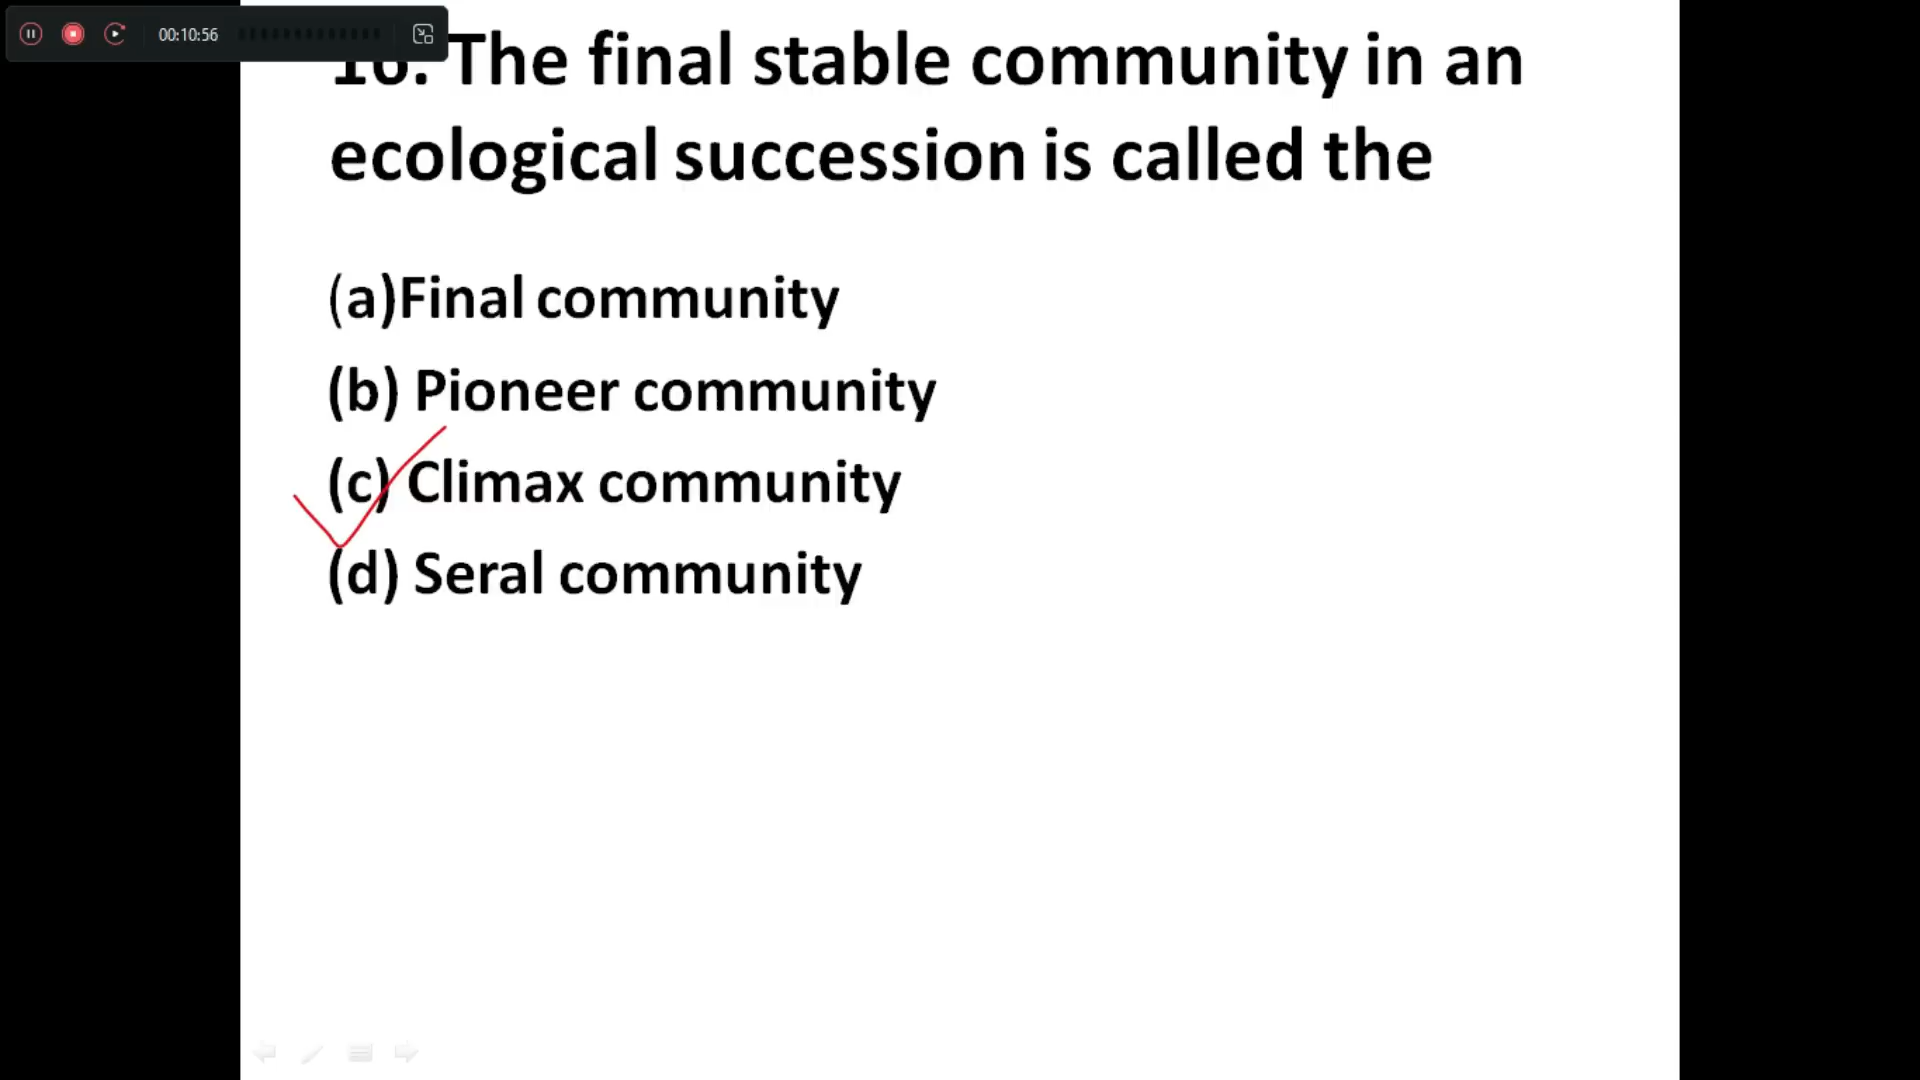 00:10:56
16. The final stable community in an
ecological succession is called the
(a)Final community
(b) Pioneer community
(c) Climax community
(d) Seral community